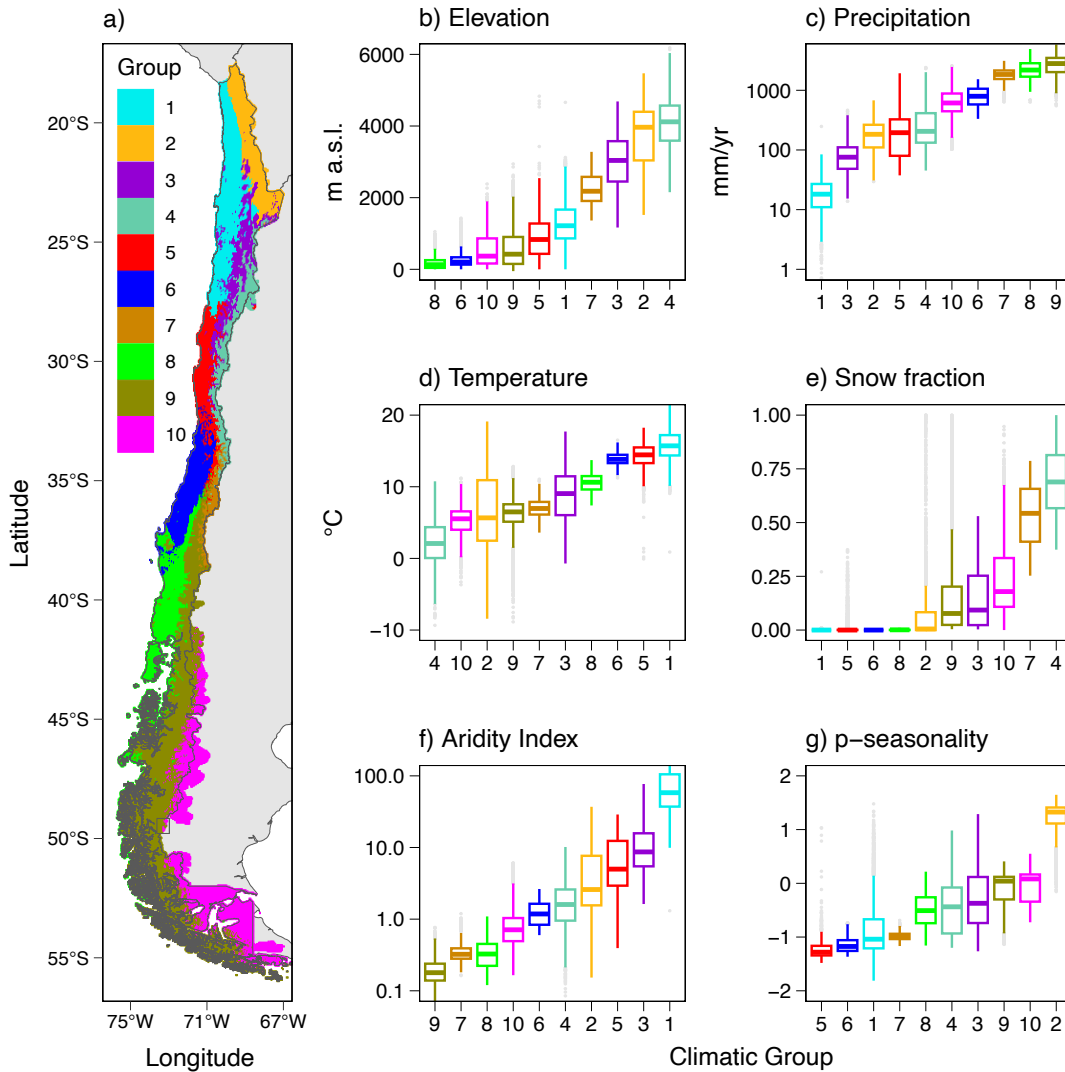 a)
Group
1
2
3
4
5
6
7
8
9
10
20°S
25°S
30°S
35°S
40°S
45°S
50°S
55°S
Latitude
75°W 71°W 67°W
Longitude
b) Elevation
m a.s.l.
6000
4000
2000
0
8 6 10 9 5 1 7 3 2 4
c) Precipitation
mm/yr
1000
100
10
1
1 3 2 5 4 10 6 7 8 9
d) Temperature
°C
20
10
0
−10
4 10 2 9 7 3 8 6 5 1
e) Snow fraction
1.00
0.75
0.50
0.25
0.00
1 5 6 8 2 9 3 10 7 4
f) Aridity Index
100.0
10.0
1.0
0.1
9 7 8 10 6 4 2 5 3 1
g) p−seasonality
2
1
0
−1
−2
5 6 1 7 8 4 3 9 10 2
Climatic Group